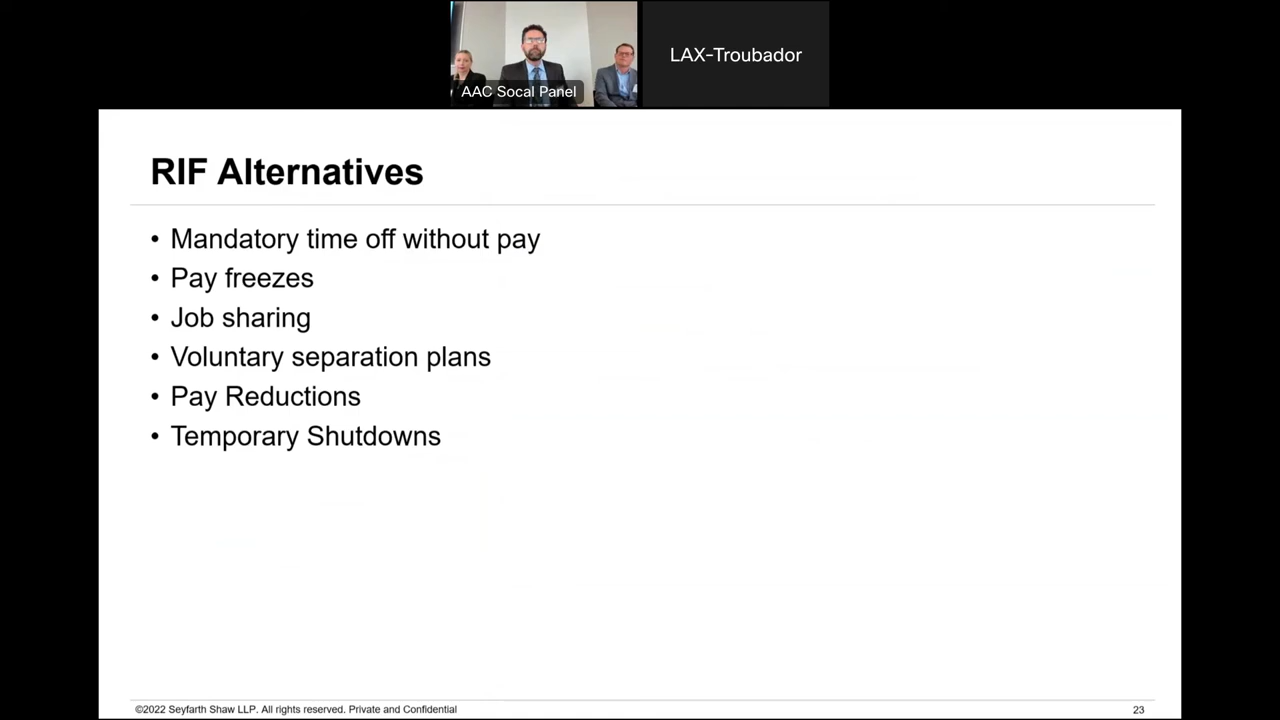 AAC Socal Panel
LAX-Troubador
RIF Alternatives
• Mandatory time off without pay
• Pay freezes
• Job sharing
• Voluntary separation plans
• Pay Reductions
• Temporary Shutdowns
©2022 Seyfarth Shaw LLP. All rights reserved. Private and Confidential
23